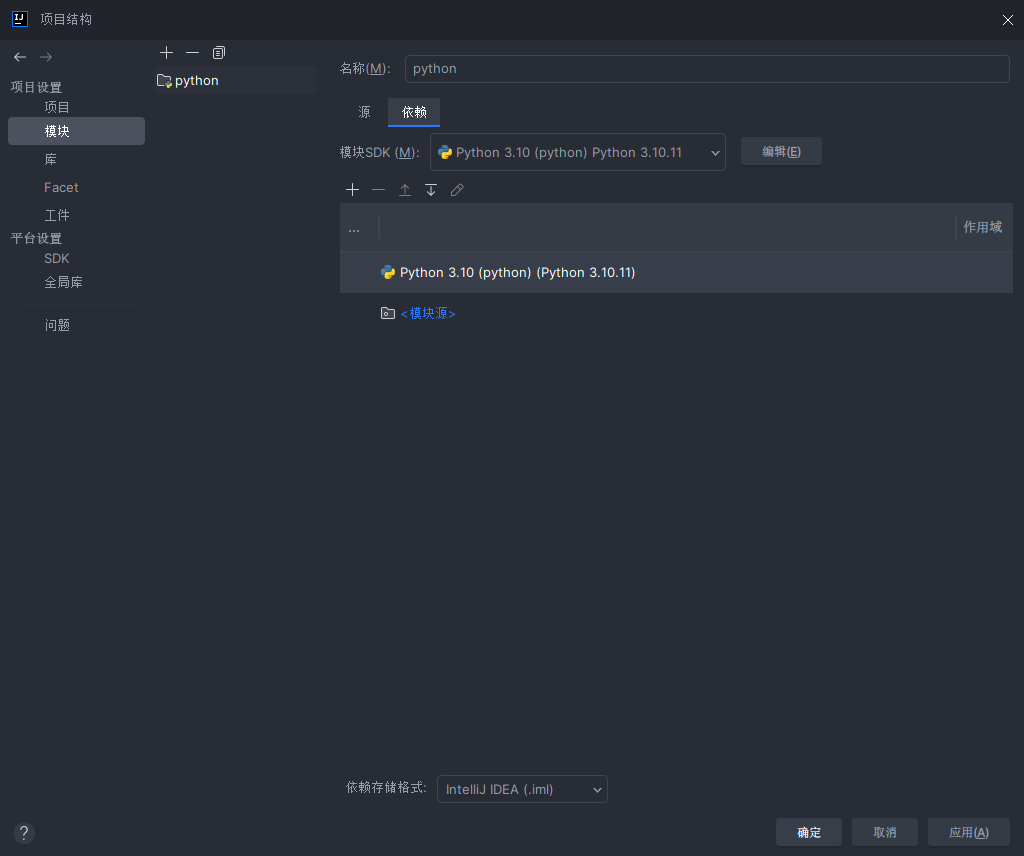 项目结构
项目设置
项目
模块
库
Facet
工件
平台设置
SDK
全局库
问题
python
名称(M): python
源 依赖
模块SDK (M): Python 3.10 (python) Python 3.10.11 编辑(E)
... 作用域
Python 3.10 (python) (Python 3.10.11)
<模块源>
依赖存储格式: IntelliJ IDEA (.iml)
? 确定 取消 应用(A)